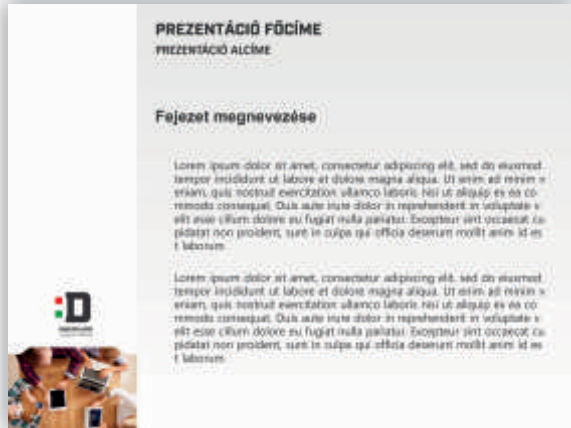 PREZENTÁCIÓ FŐCÍME
PREZENTÁCIÓ ALCÍME
Fejezet megnevezése
Lorem ipsum dolor sit amet, consectetur adipiscing elit, sed do eiusmod
tempor incididunt ut labore et dolore magna aliqua. Ut enim ad minim v
eniam, quis nostrud exercitation ullamco laboris nisi ut aliquip ex ea co
mmodo consequat. Duis aute irure dolor in reprehenderit in voluptate v
elit esse cillum dolore eu fugiat nulla pariatur. Excepteur sint occaecat cu
pidatat non proident, sunt in culpa qui officia deserunt mollit anim id es
t laborum
Lorem ipsum dolor sit amet, consectetur adipiscing elit, sed do eiusmod
tempor incididunt ut labore et dolore magna aliqua. Ut enim ad minim v
eniam, quis nostrud exercitation ullamco laboris nisi ut aliquip ex ea co
mmodo consequat. Duis aute irure dolor in reprehenderit in voluptate v
elit esse cillum dolore eu fugiat nulla pariatur. Excepteur sint occaecat cu
pidatat non proident, sunt in culpa qui officia deserunt mollit anim id es
t laborum
:D